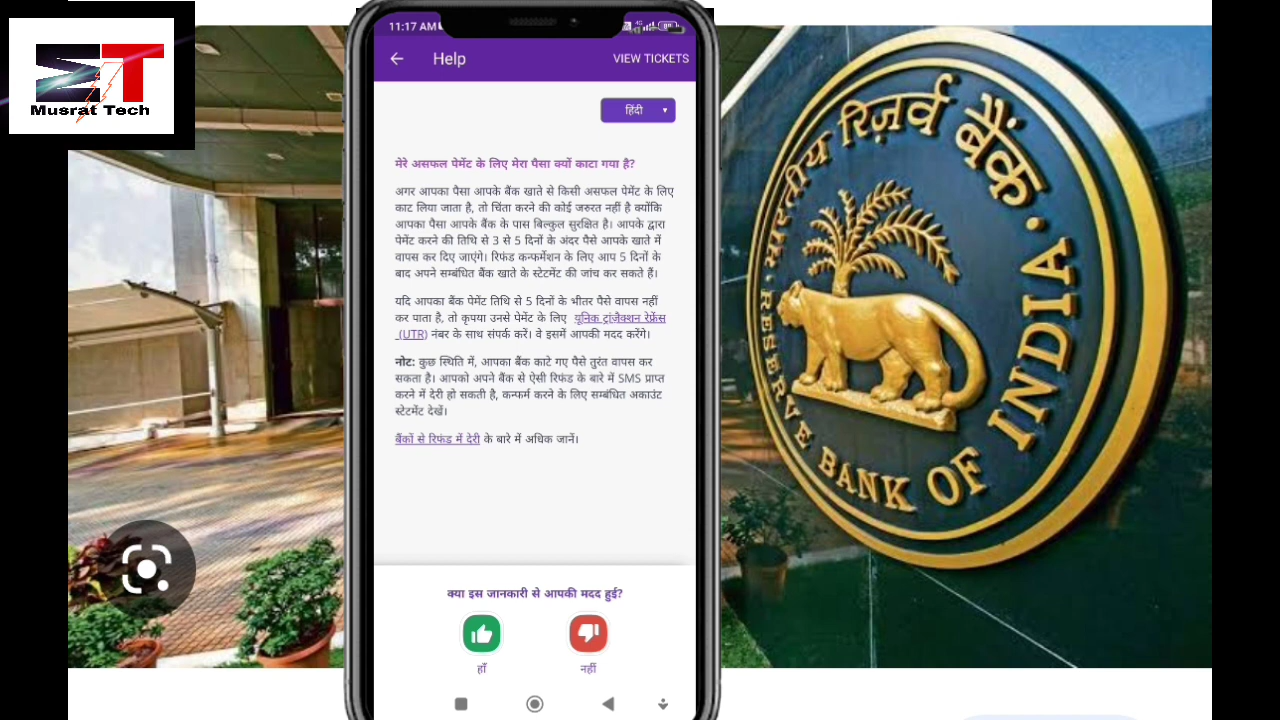 Musrat Tech
11:17 AM
4G
← Help VIEW TICKETS
हिंदी
मेरे असफल पेमेंट के लिए मेरा पैसा क्यों काटा गया है?
अगर आपका पैसा आपके बैंक खाते से किसी असफल पेमेंट के लिए
काट लिया जाता है, तो चिंता करने की कोई जरुरत नहीं है क्योंकि
आपका पैसा आपके बैंक के पास बिल्कुल सुरक्षित है। आपके द्वारा
पेमेंट करने की तिथि से 3 से 5 दिनों के अंदर पैसे आपके खाते में
वापस कर दिए जाएंगे। रिफंड कन्फर्मेशन के लिए आप 5 दिनों के
बाद अपने सम्बंधित बैंक खाते के स्टेटमेंट की जांच कर सकते हैं।
यदि आपका बैंक पेमेंट तिथि से 5 दिनों के भीतर पैसे वापस नहीं
कर पाता है, तो कृपया उनसे पेमेंट के लिए यूनिक ट्रांज़ैक्शन रेफ्रेंस
(UTR) नंबर के साथ संपर्क करें। वे इसमें आपकी मदद करेंगे।
नोट: कुछ स्थिति में, आपका बैंक काटे गए पैसे तुरंत वापस कर
सकता है। आपको अपने बैंक से ऐसी रिफंड के बारे में SMS प्राप्त
करने में देरी हो सकती है, कन्फर्म करने के लिए सम्बंधित अकाउंट
स्टेटमेंट देखें।
बैंकों से रिफंड में देरी के बारे में अधिक जानें।
क्या इस जानकारी से आपकी मदद हुई?
हाँ नहीं
भारतीय रिज़र्व बैंक
RESERVE BANK OF INDIA